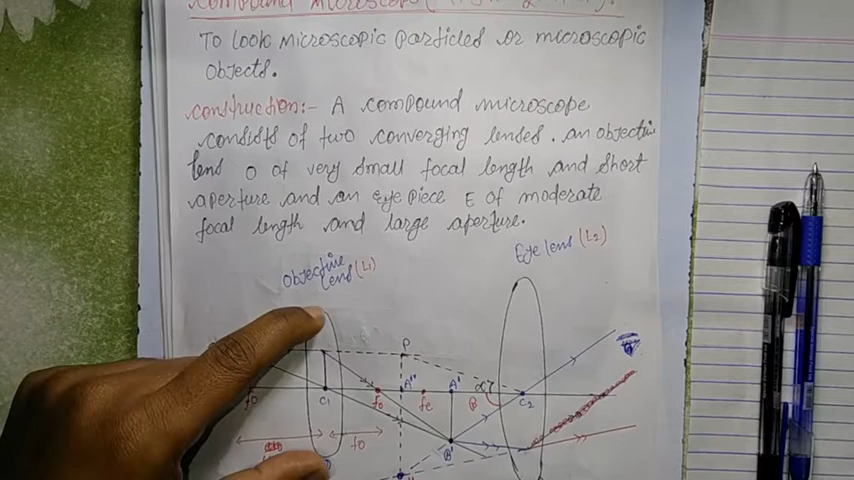 Compound Microscope
To look Microscopic particles or microscopic
Objects.
Construction:- A compound microscope
consists of two converging lenses. an objective
lens O of very small focal length and short
aperture and an eye piece E of moderate
focal length and large aperture.
Objective lens (L1)
Eye lens (L2)
P
fo C1 fo A'' fe A' β α C2
fo
B'